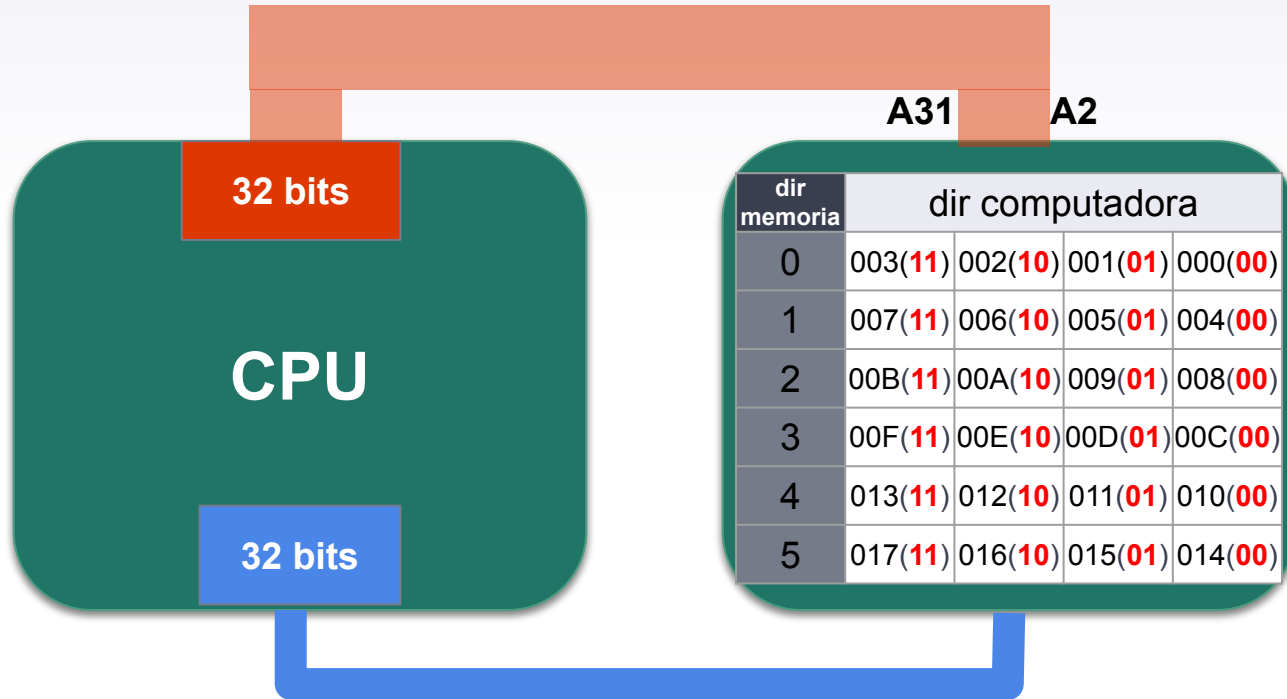 A31 A2
32 bits
CPU
32 bits
dir memoria dir computadora
0 003(11) 002(10) 001(01) 000(00)
1 007(11) 006(10) 005(01) 004(00)
2 00B(11) 00A(10) 009(01) 008(00)
3 00F(11) 00E(10) 00D(01) 00C(00)
4 013(11) 012(10) 011(01) 010(00)
5 017(11) 016(10) 015(01) 014(00)